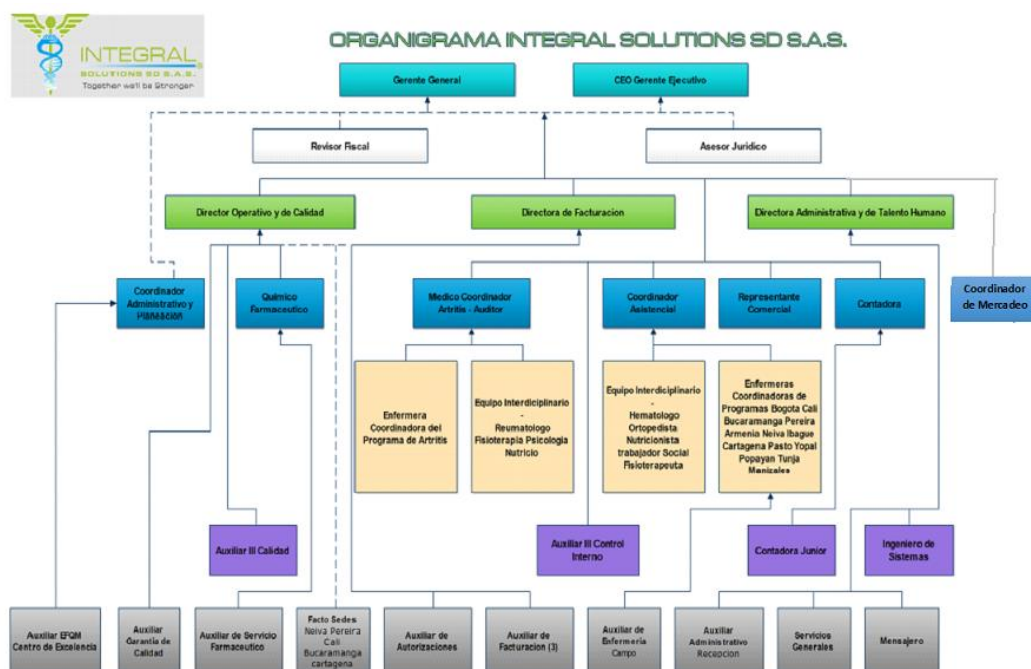 INTEGRAL
SOLUTIONS SD S.A.S.
Together we'll be Stronger
ORGANIGRAMA INTEGRAL SOLUTIONS SD S.A.S.
Gerente General
CEO Gerente Ejecutivo
Revisor Fiscal
Asesor Juridico
Director Operativo y de Calidad
Directora de Facturacion
Directora Administrativa y de Talento Humano
Coordinador
Administrativo y
Planeacion
Quimico
Farmaceutico
Medico Coordinador
Artritis - Auditor
Coordinador
Asistencial
Representante
Comercial
Contadora
Coordinador
de Mercadeo
Enfermera
Coordinadora del
Programa de Artritis
Equipo Interdiciplinario
-
Reumatologo
Fisioterapia Psicologia
Nutricio
Equipo Interdiciplinario
-
Hematologo
Ortopedista
Nutricionista
trabajador Social
Fisioterapeuta
Enfermeras
Coordinadoras de
Programas Bogota Cali
Bucaramanga Pereira
Armenia Neiva Ibague
Cartagena Pasto Yopal
Popayan Tunja
Manizales
Auxiliar III Calidad
Auxiliar III Control
Interno
Contadora Junior
Ingeniero de
Sistemas
Auxiliar EFQM
Centro de Excelencia
Auxiliar
Garantia de
Calidad
Auxiliar de Servicio
Farmaceutico
Facto Sedes
Neiva Pereira
Cali
Bucaramanga
cartagena
Auxiliar de
Autorizaciones
Auxiliar de
Facturacion (3)
Auxiliar de
Enfermeria
Campo
Auxiliar
Administrativo
Recepcion
Servicios
Generales
Mensajero